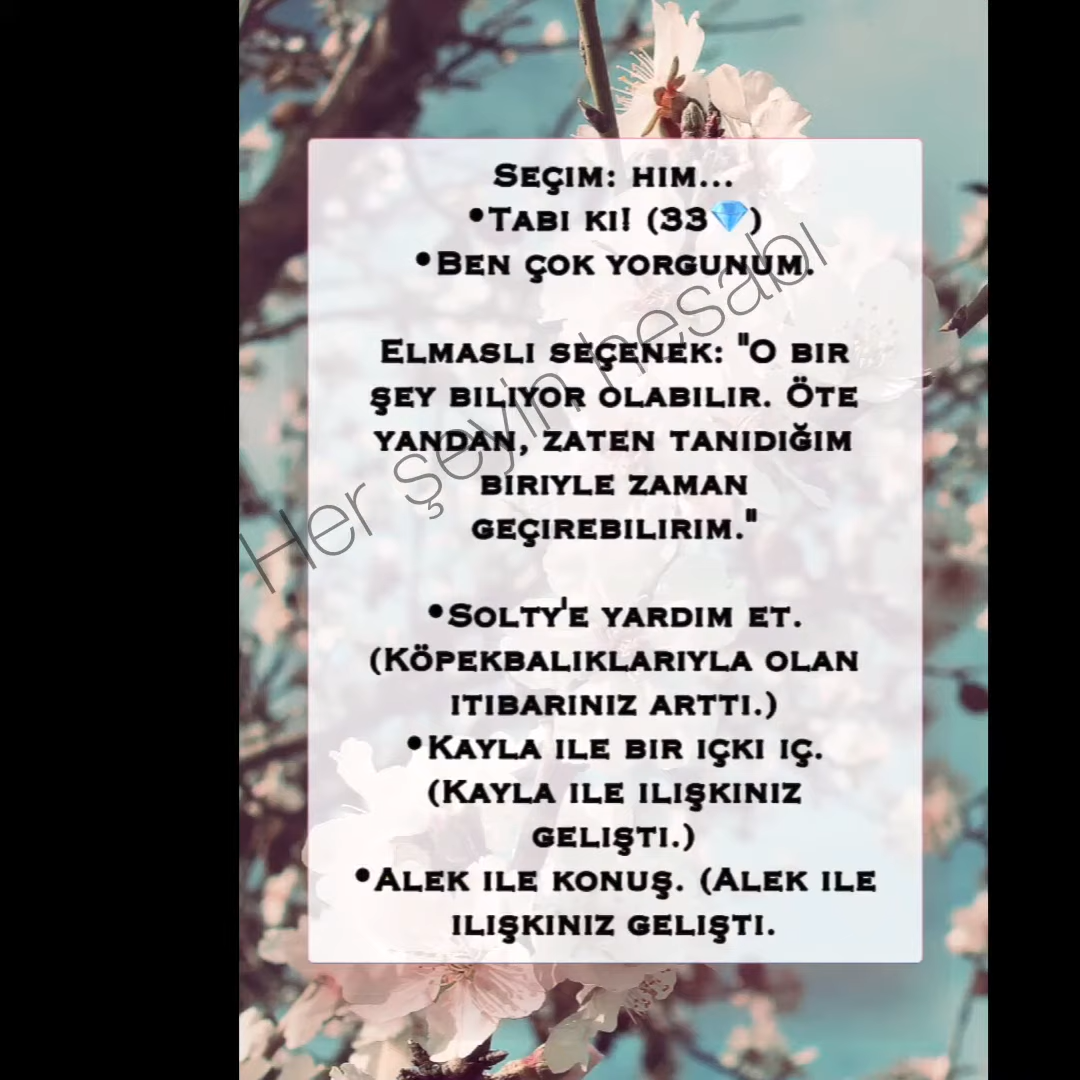 Seçim: him...
•Tabi ki! (33💎)
•Ben çok yorgunum.
Elmaslı seçenek: "O bir
şey biliyor olabilir. Öte
yandan, zaten tanıdığım
biriyle zaman
geçirebilirim."
•Solty'e yardım et.
(Köpekbalıklarıyla olan
itibarınız arttı.)
•Kayla ile bir içki iç.
(Kayla ile ilişkiniz
gelişti.)
•Alek ile konuş. (Alek ile
ilişkiniz gelişti.
Her şeyin hesabı